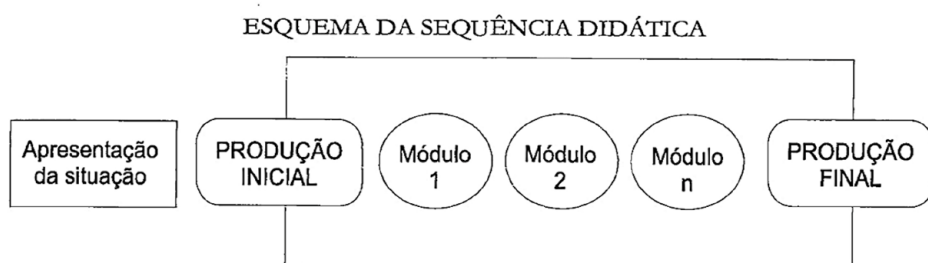 ESQUEMA DA SEQUÊNCIA DIDÁTICA
Apresentação
da situação
PRODUÇÃO
INICIAL
Módulo
1
Módulo
2
Módulo
n
PRODUÇÃO
FINAL